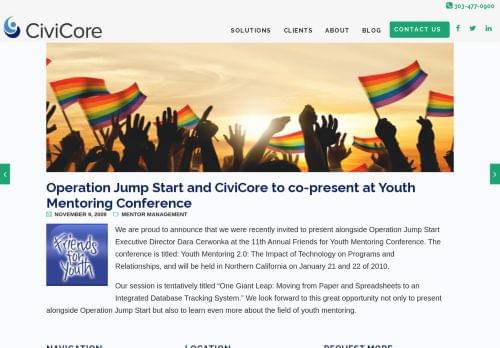 303-477-0900
CiviCore
SOLUTIONS CLIENTS ABOUT BLOG CONTACT US
Operation Jump Start and CiviCore to co-present at Youth
Mentoring Conference
NOVEMBER 9, 2009 MENTOR MANAGEMENT
Friends
for
Youth
We are proud to announce that we were recently invited to present alongside Operation Jump Start
Executive Director Dara Cerwonka at the 11th Annual Friends for Youth Mentoring Conference. The
conference is titled: Youth Mentoring 2.0: The Impact of Technology on Programs and
Relationships, and will be held in Northern California on January 21 and 22 of 2010.
Our session is tentatively titled “One Giant Leap: Moving from Paper and Spreadsheets to an
Integrated Database Tracking System.” We look forward to this great opportunity not only to present
alongside Operation Jump Start but also to learn even more about the field of youth mentoring.
NAVIGATION LOCATION REQUEST MORE